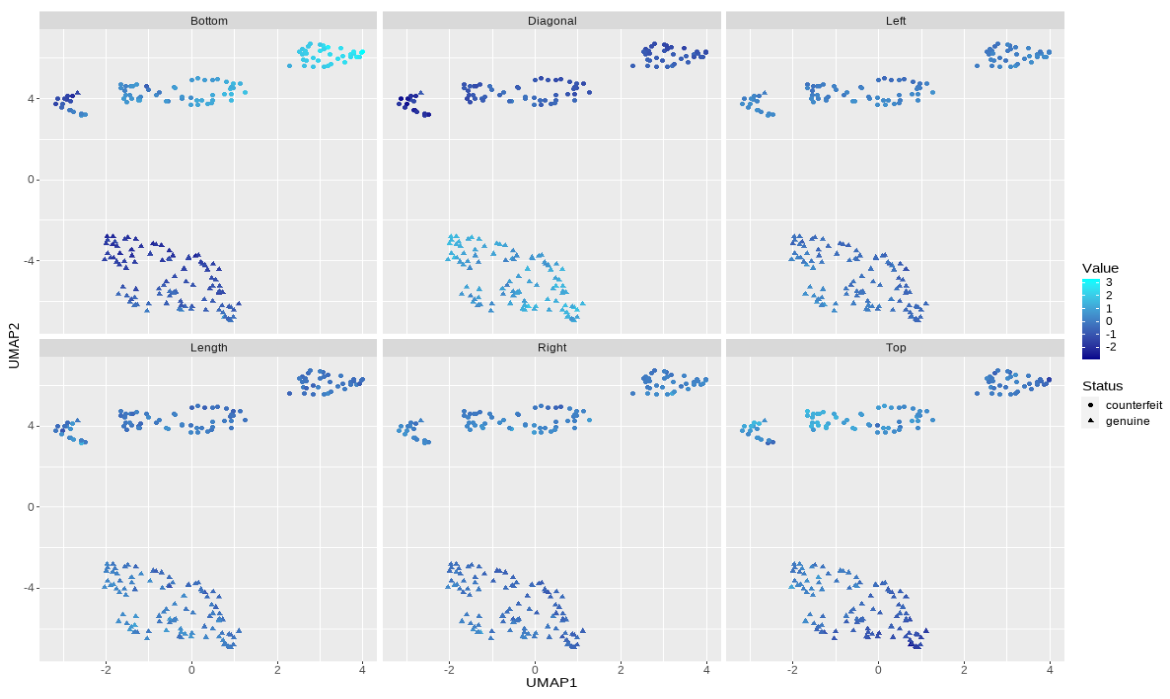 Bottom Diagonal Left
4
0
-4
Length Right Top
4
0
-4
-2 0 2 4 -2 0 2 4 -2 0 2 4
UMAP1
UMAP2
Value
3
2
1
0
-1
-2
Status
counterfeit
genuine